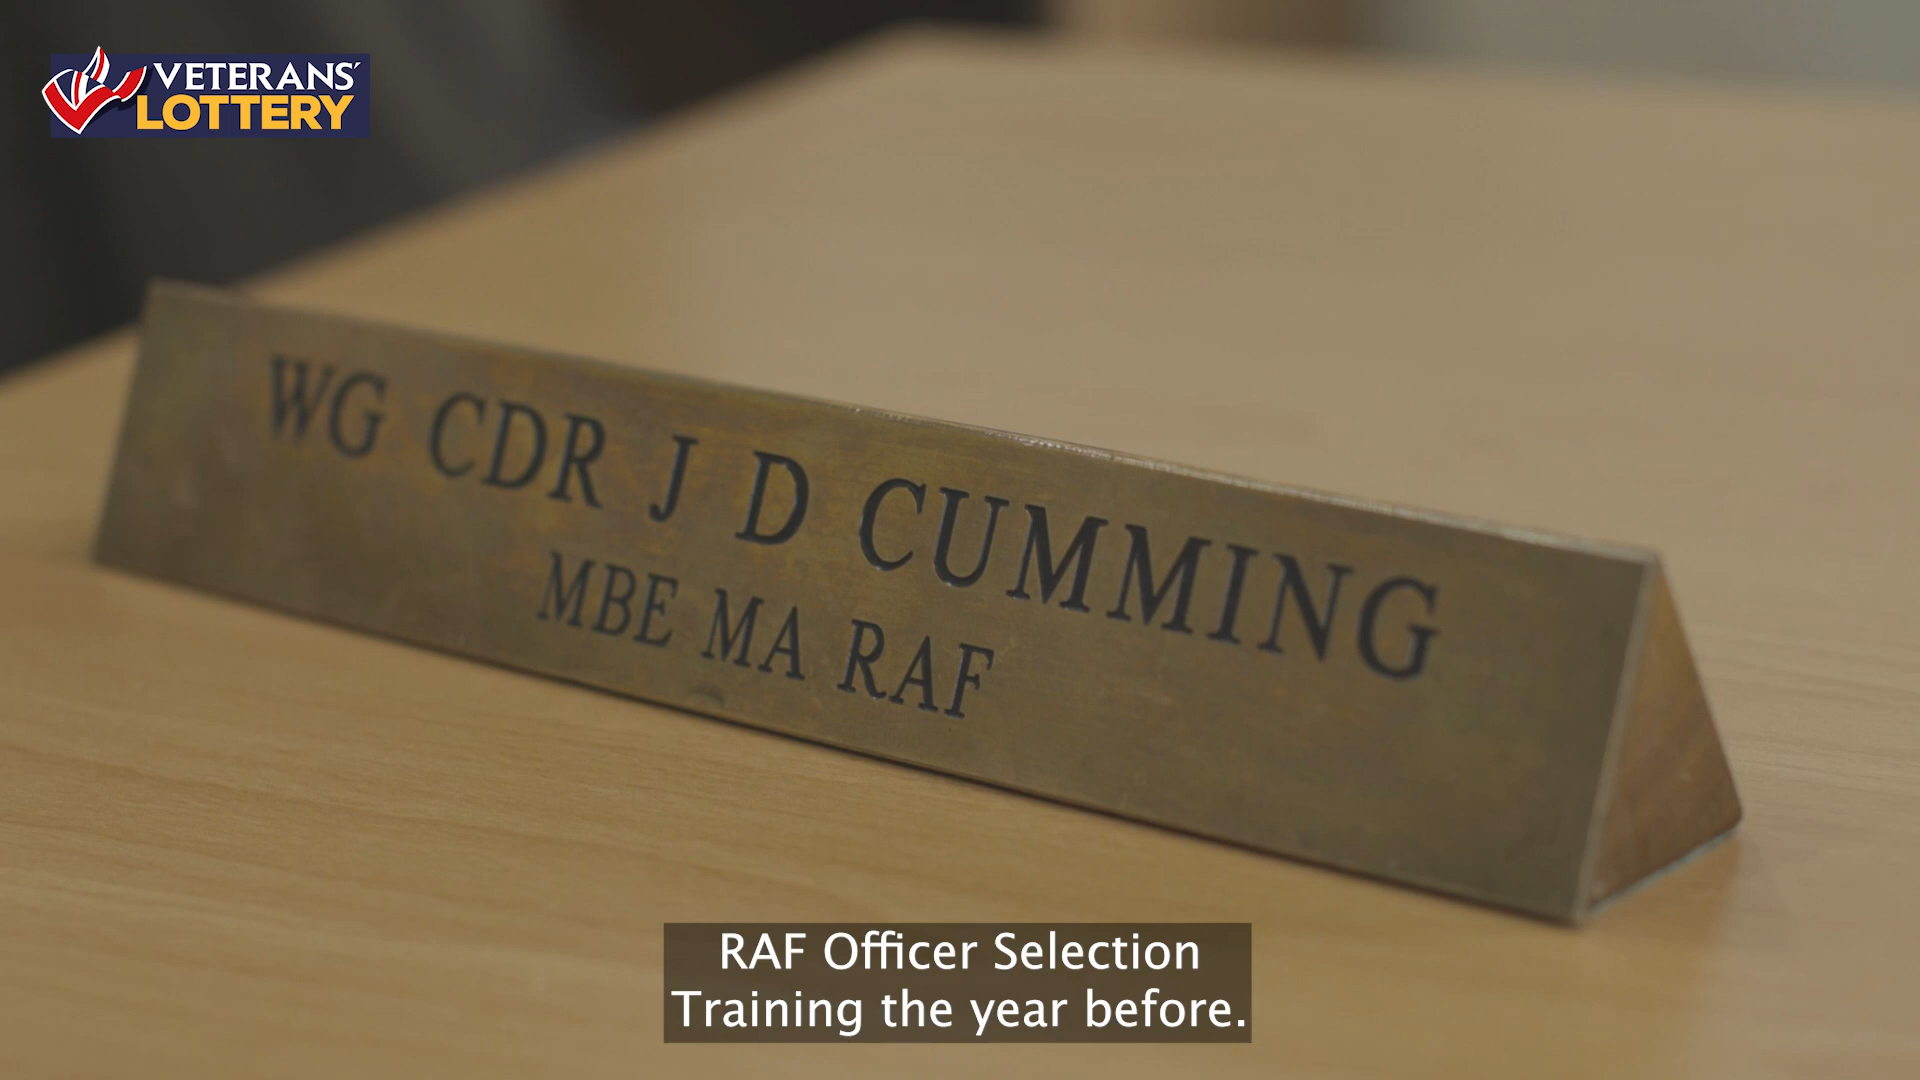 VETERANS'
LOTTERY
WG CDR J D CUMMING
MBE MA RAF
RAF Officer Selection
Training the year before.